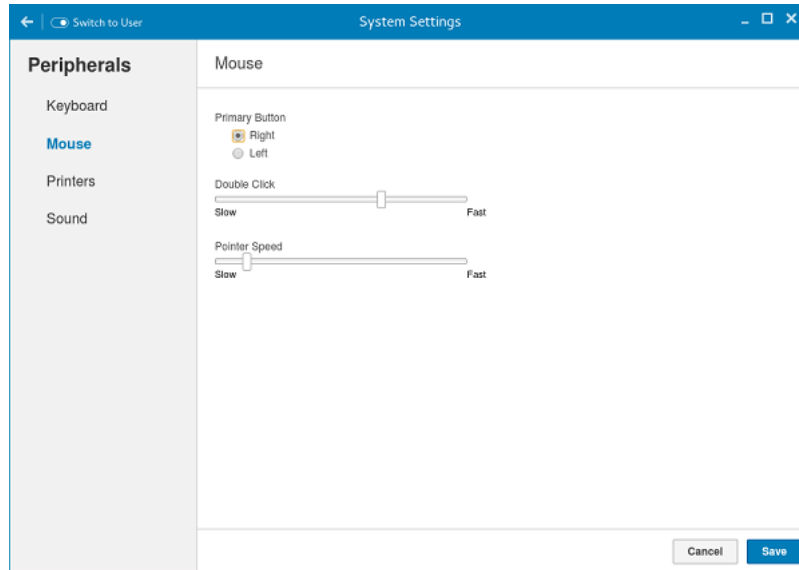 Switch to User
System Settings
Peripherals
Keyboard
Mouse
Printers
Sound
Mouse
Primary Button
Right
Left
Double Click
Slow Fast
Pointer Speed
Slow Fast
Cancel Save